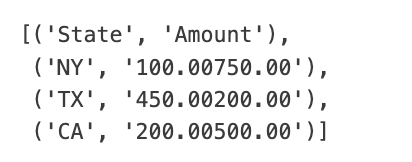 [('State', 'Amount'),
('NY', '100.00750.00'),
('TX', '450.00200.00'),
('CA', '200.00500.00')]